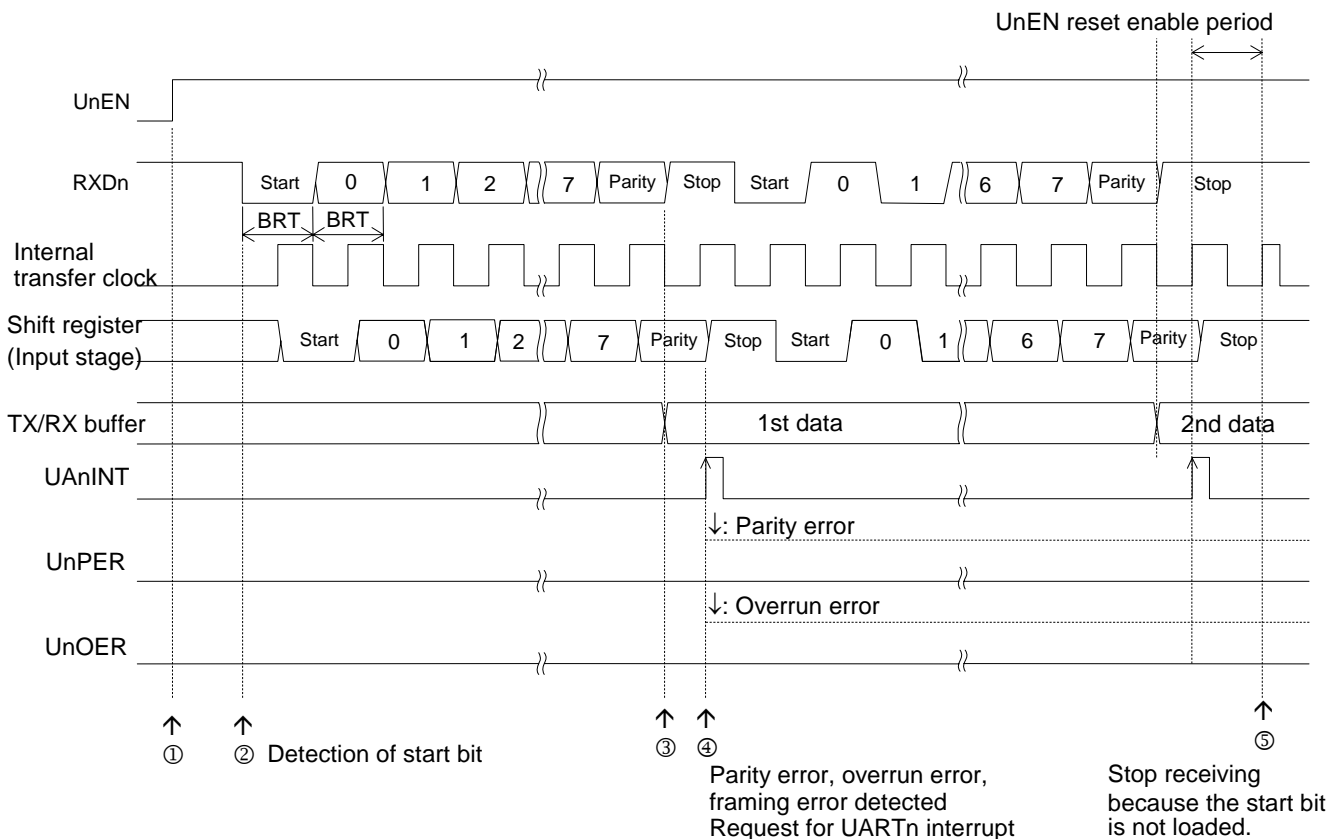 UnEN reset enable period
UnEN
RXDn
Start 0 1 2 7 Parity Stop Start 0 1 6 7 Parity Stop
BRT BRT
Internal
transfer clock
Shift register
(Input stage)
Start 0 1 2 7 Parity Stop Start 0 1 6 7 Parity Stop
TX/RX buffer
1st data
2nd data
UAnINT
↓: Parity error
UnPER
↓: Overrun error
UnOER
①
② Detection of start bit
③
④
Parity error, overrun error,
framing error detected
Request for UARTn interrupt
⑤
Stop receiving
because the start bit
is not loaded.